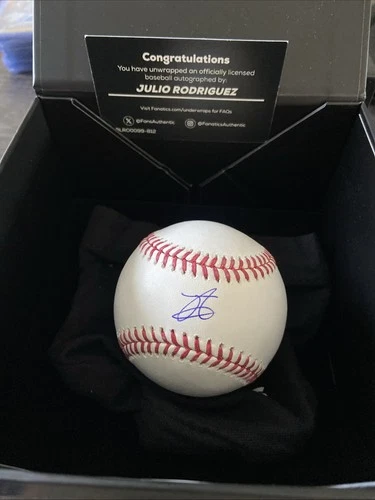 Congratulations
You have unwrapped an officially licensed
baseball autographed by:
JULIO RODRIGUEZ
Visit Fanatics.com/underwraps for FAQs
@FansAuthentic @FanaticsAuthentic